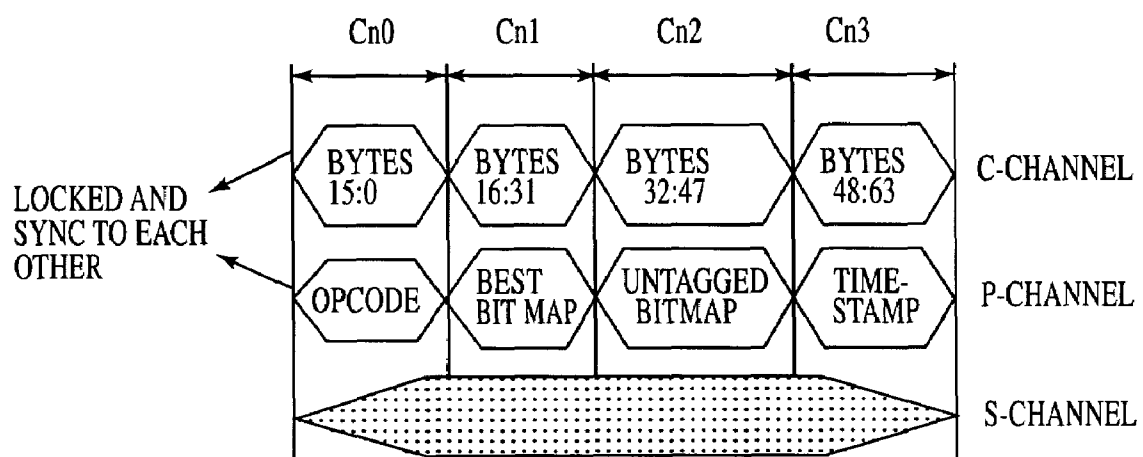 Cn0 Cn1 Cn2 Cn3
BYTES 15:0
BYTES 16:31
BYTES 32:47
BYTES 48:63
C-CHANNEL
LOCKED AND
SYNC TO EACH
OTHER
OPCODE
BEST
BIT MAP
UNTAGGED
BITMAP
TIME-
STAMP
P-CHANNEL
S-CHANNEL